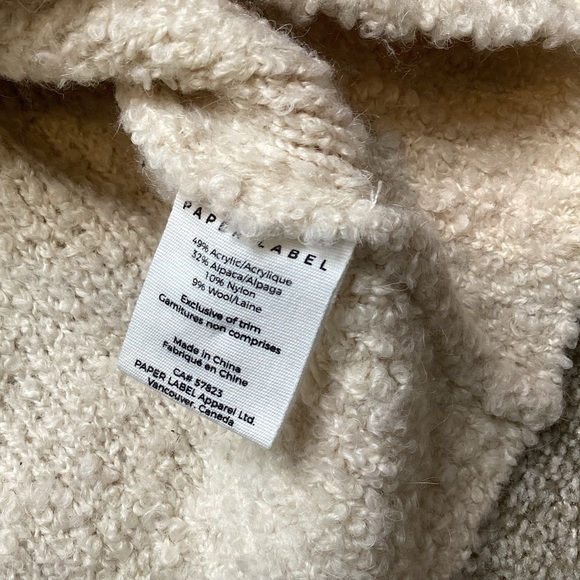 PAPER LABEL
49% Acrylic/Acrylique
32% Alpaca/Alpaga
10% Nylon
9% Wool/Laine
Exclusive of trim
Garnitures non comprises
Made in China
Fabriqué en Chine
CA# 57823
PAPER LABEL Apparel Ltd.
Vancouver, Canada